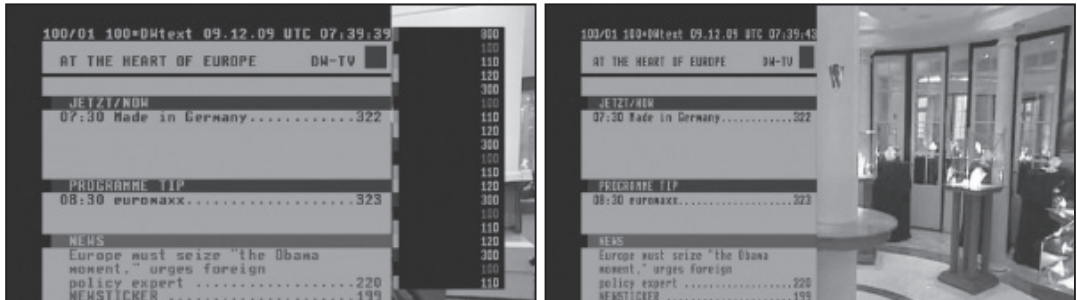 100/01 100*DWtext 09.12.09 UTC 07:39:39
AT THE HEART OF EUROPE DW-TV
JETZT/NOW
07:30 Made in Germany............322
PROGRAMME TIP
08:30 euromaxx..................323
NEWS
Europe must seize "the Obama
moment," urges foreign
policy expert ..................220
NEWSTICKER ....................199
800
100
110
120
300
100
110
120
300
100
110
120
300
100
110
120
300
100
110
100/01 100*DWtext 09.12.09 UTC 07:39:43
AT THE HEART OF EUROPE DW-TV
JETZT/NOW
07:30 Made in Germany............322
PROGRAMME TIP
08:30 euromaxx..................323
NEWS
Europe must seize "the Obama
moment," urges foreign
policy expert ..................220
NEWSTICKER ....................199